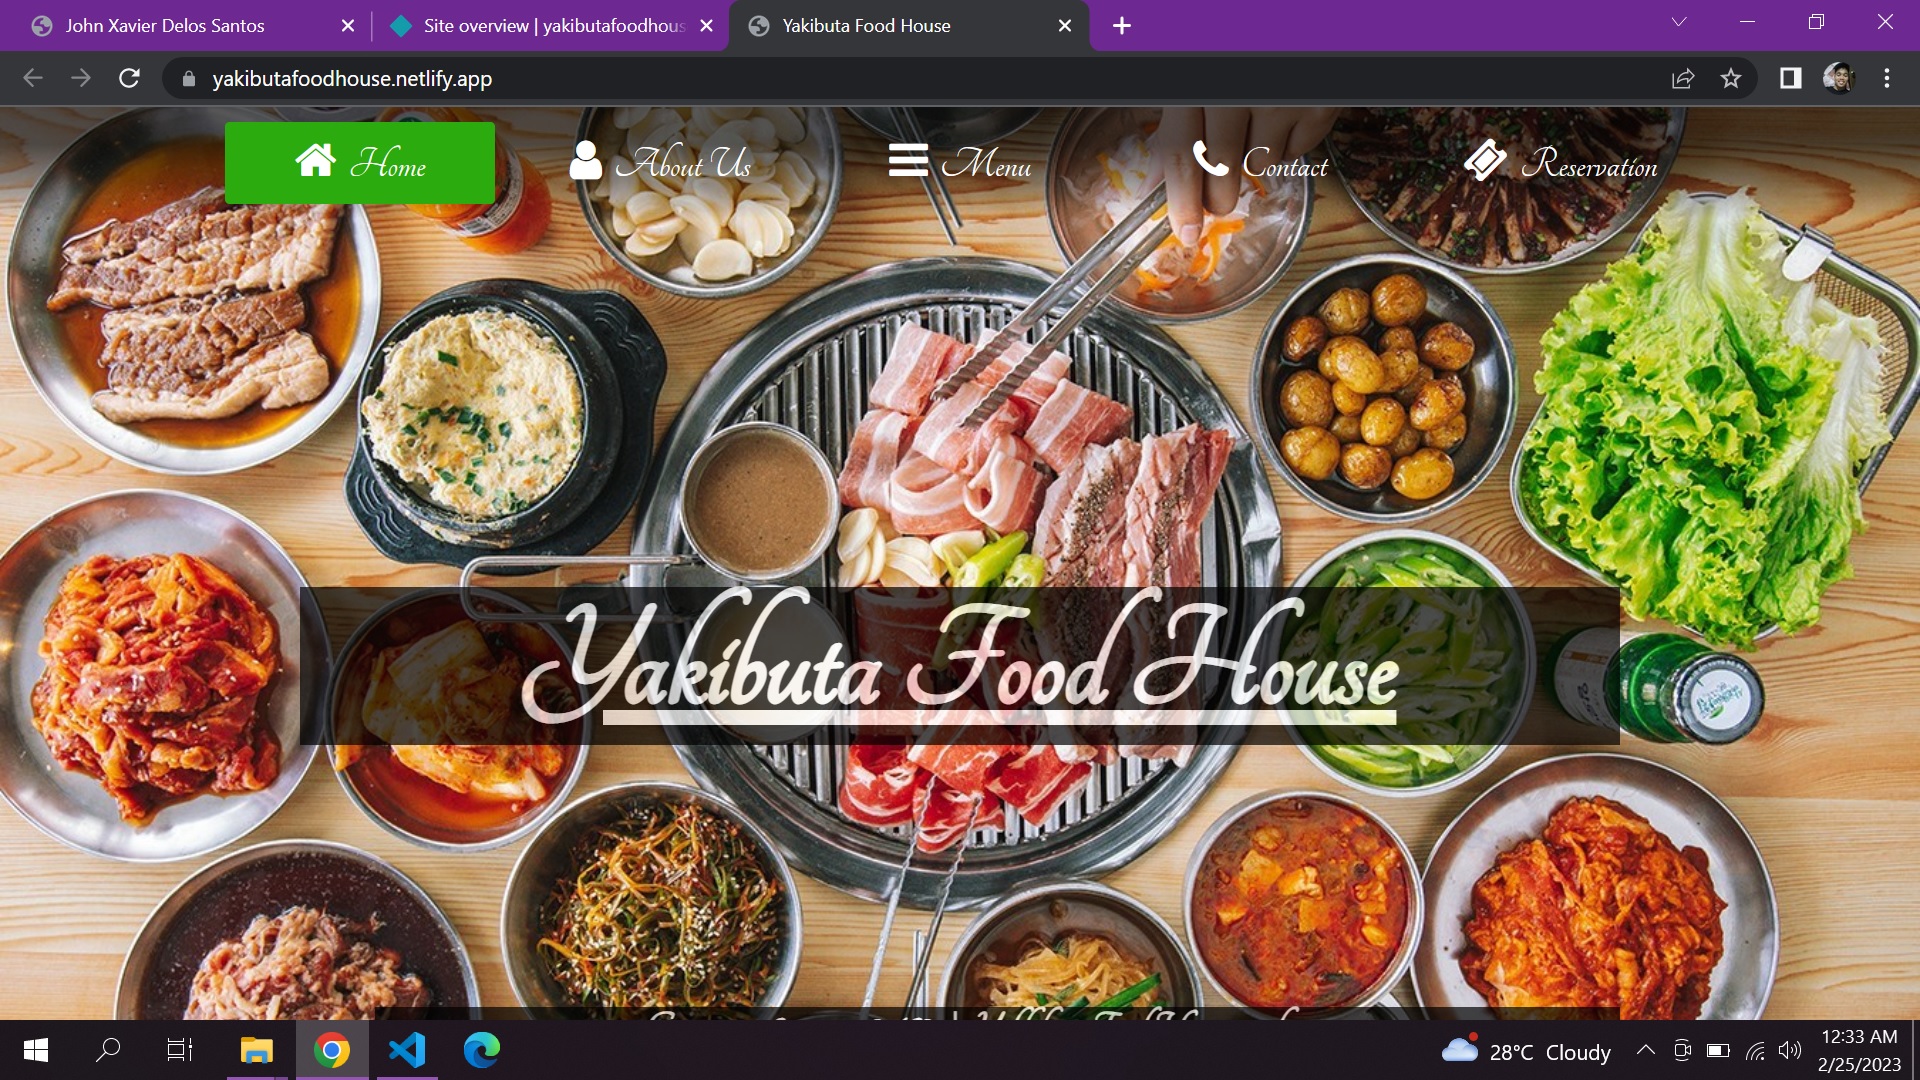 John Xavier Delos Santos
Site overview | yakibutafoodhous
Yakibuta Food House
yakibutafoodhouse.netlify.app
Home
About Us
Menu
Contact
Reservation
Yakibuta Food House
28°C Cloudy
12:33 AM
2/25/2023